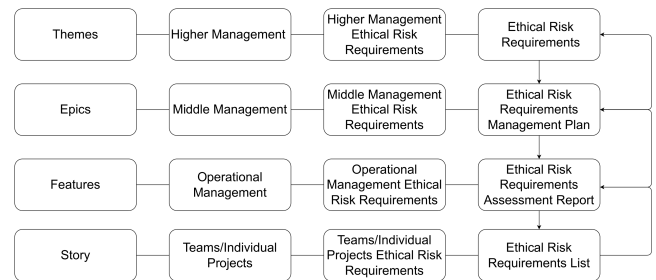 Themes
Higher Management
Higher Management
Ethical Risk
Requirements
Ethical Risk
Requirements
Epics
Middle Management
Middle Management
Ethical Risk
Requirements
Ethical Risk
Requirements
Management Plan
Features
Operational
Management
Operational
Management Ethical
Risk Requirements
Ethical Risk
Requirements
Assessment Report
Story
Teams/Individual
Projects
Teams/Individual
Projects Ethical Risk
Requirements
Ethical Risk
Requirements List